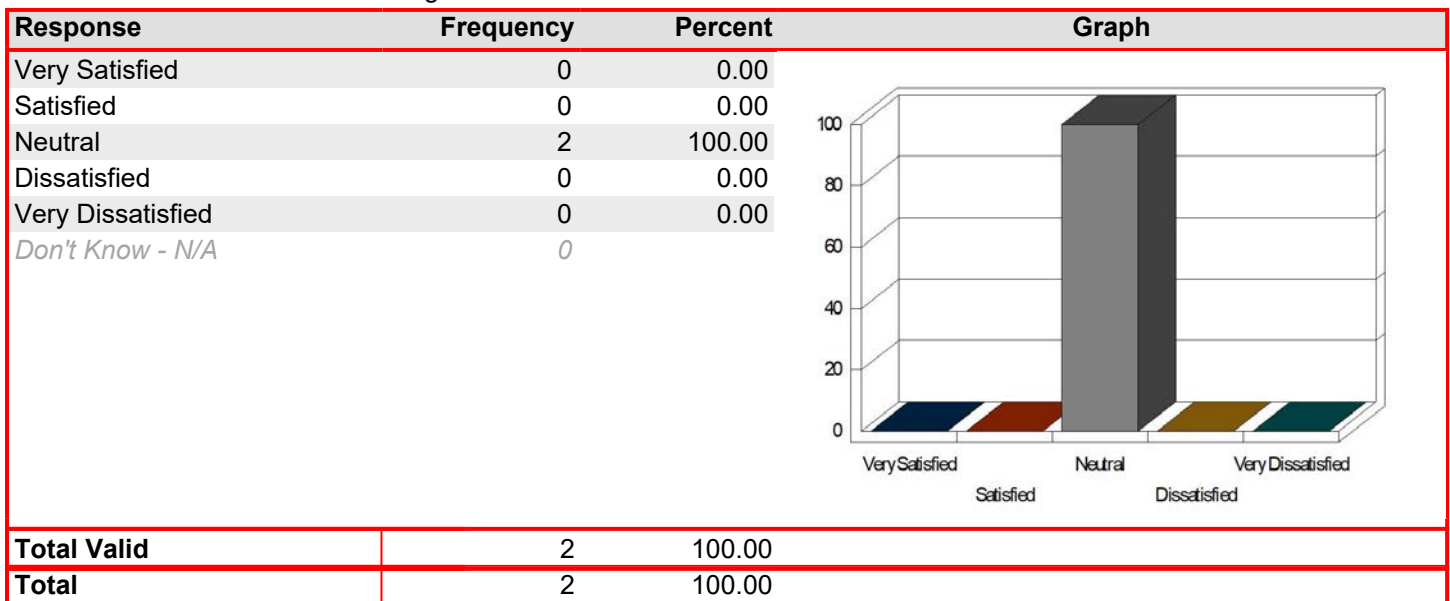 Response Frequency Percent Graph
Very Satisfied 0 0.00
Satisfied 0 0.00
Neutral 2 100.00
Dissatisfied 0 0.00
Very Dissatisfied 0 0.00
Don't Know - N/A 0
100
80
60
40
20
0
Very Satisfied Neutral Very Dissatisfied
Satisfied Dissatisfied
Total Valid 2 100.00
Total 2 100.00